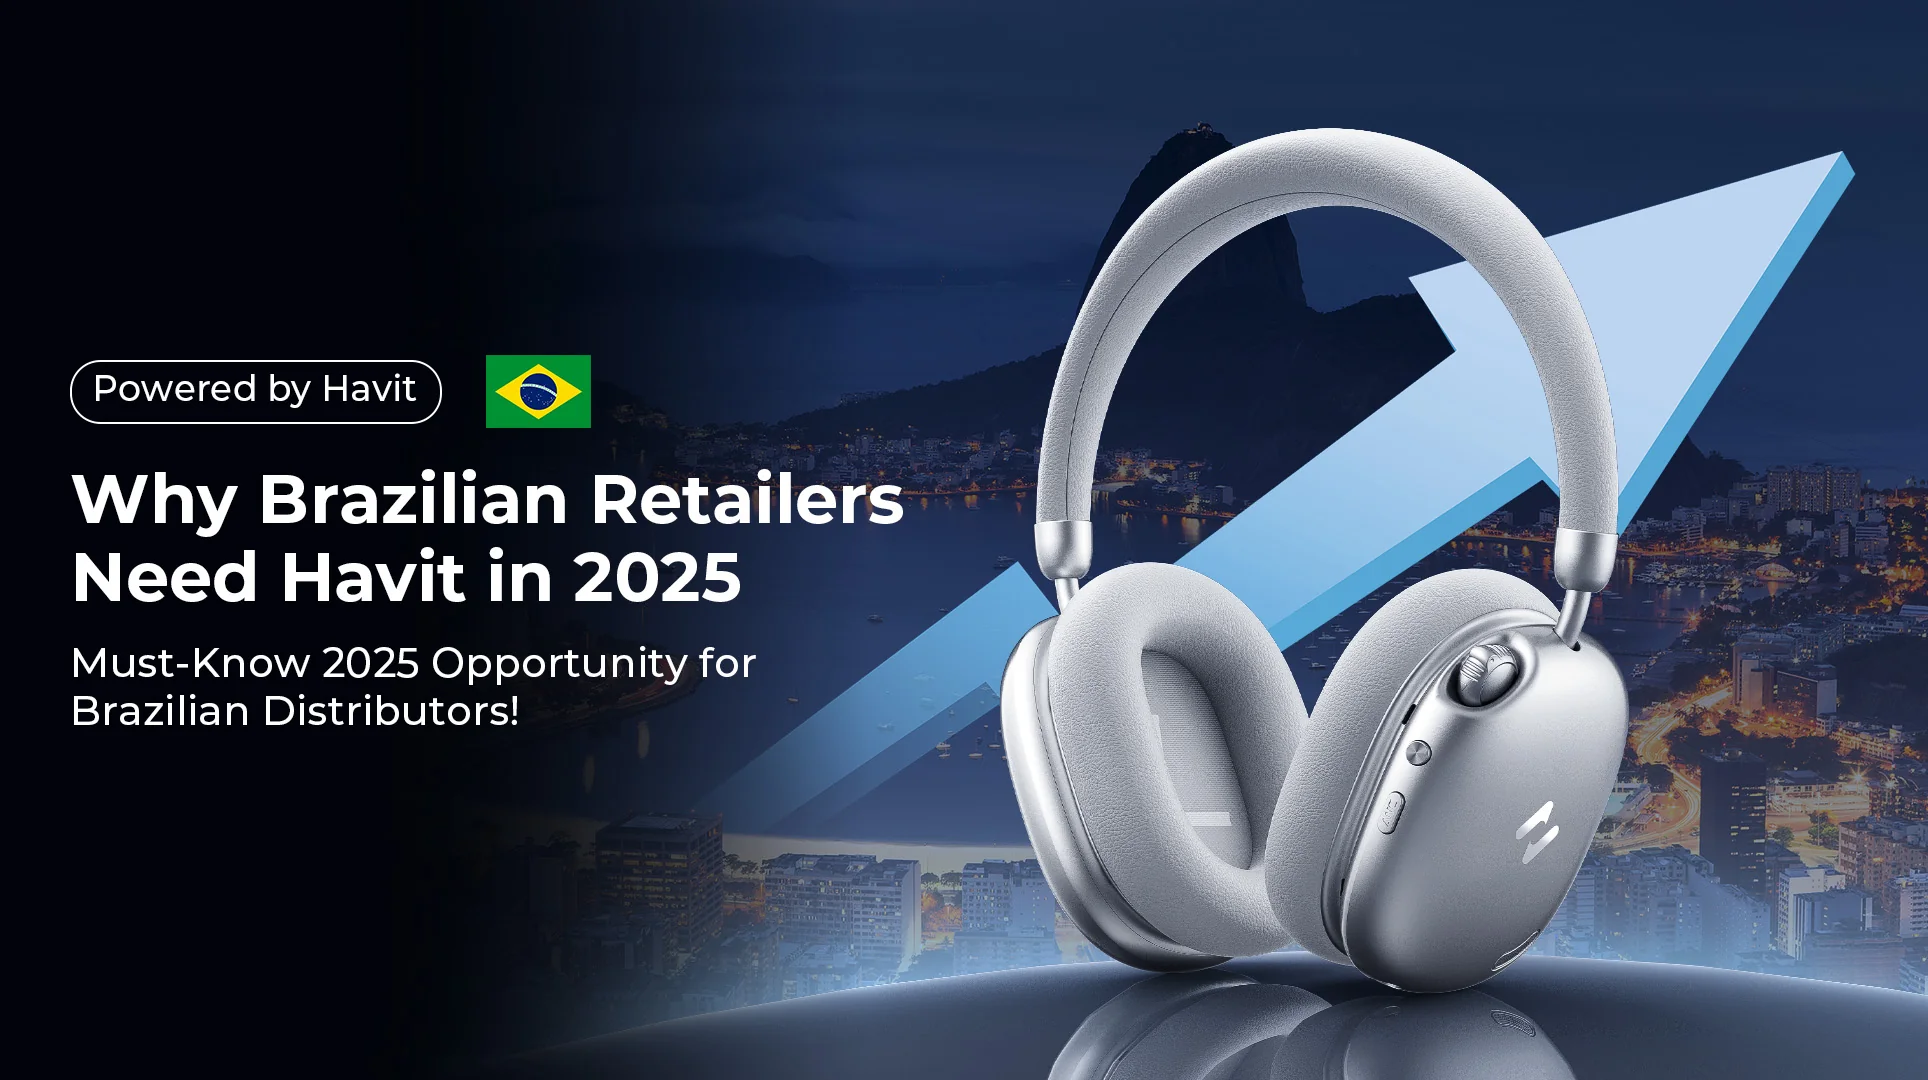 Powered by Havit
Why Brazilian Retailers
Need Havit in 2025
Must-Know 2025 Opportunity for
Brazilian Distributors!